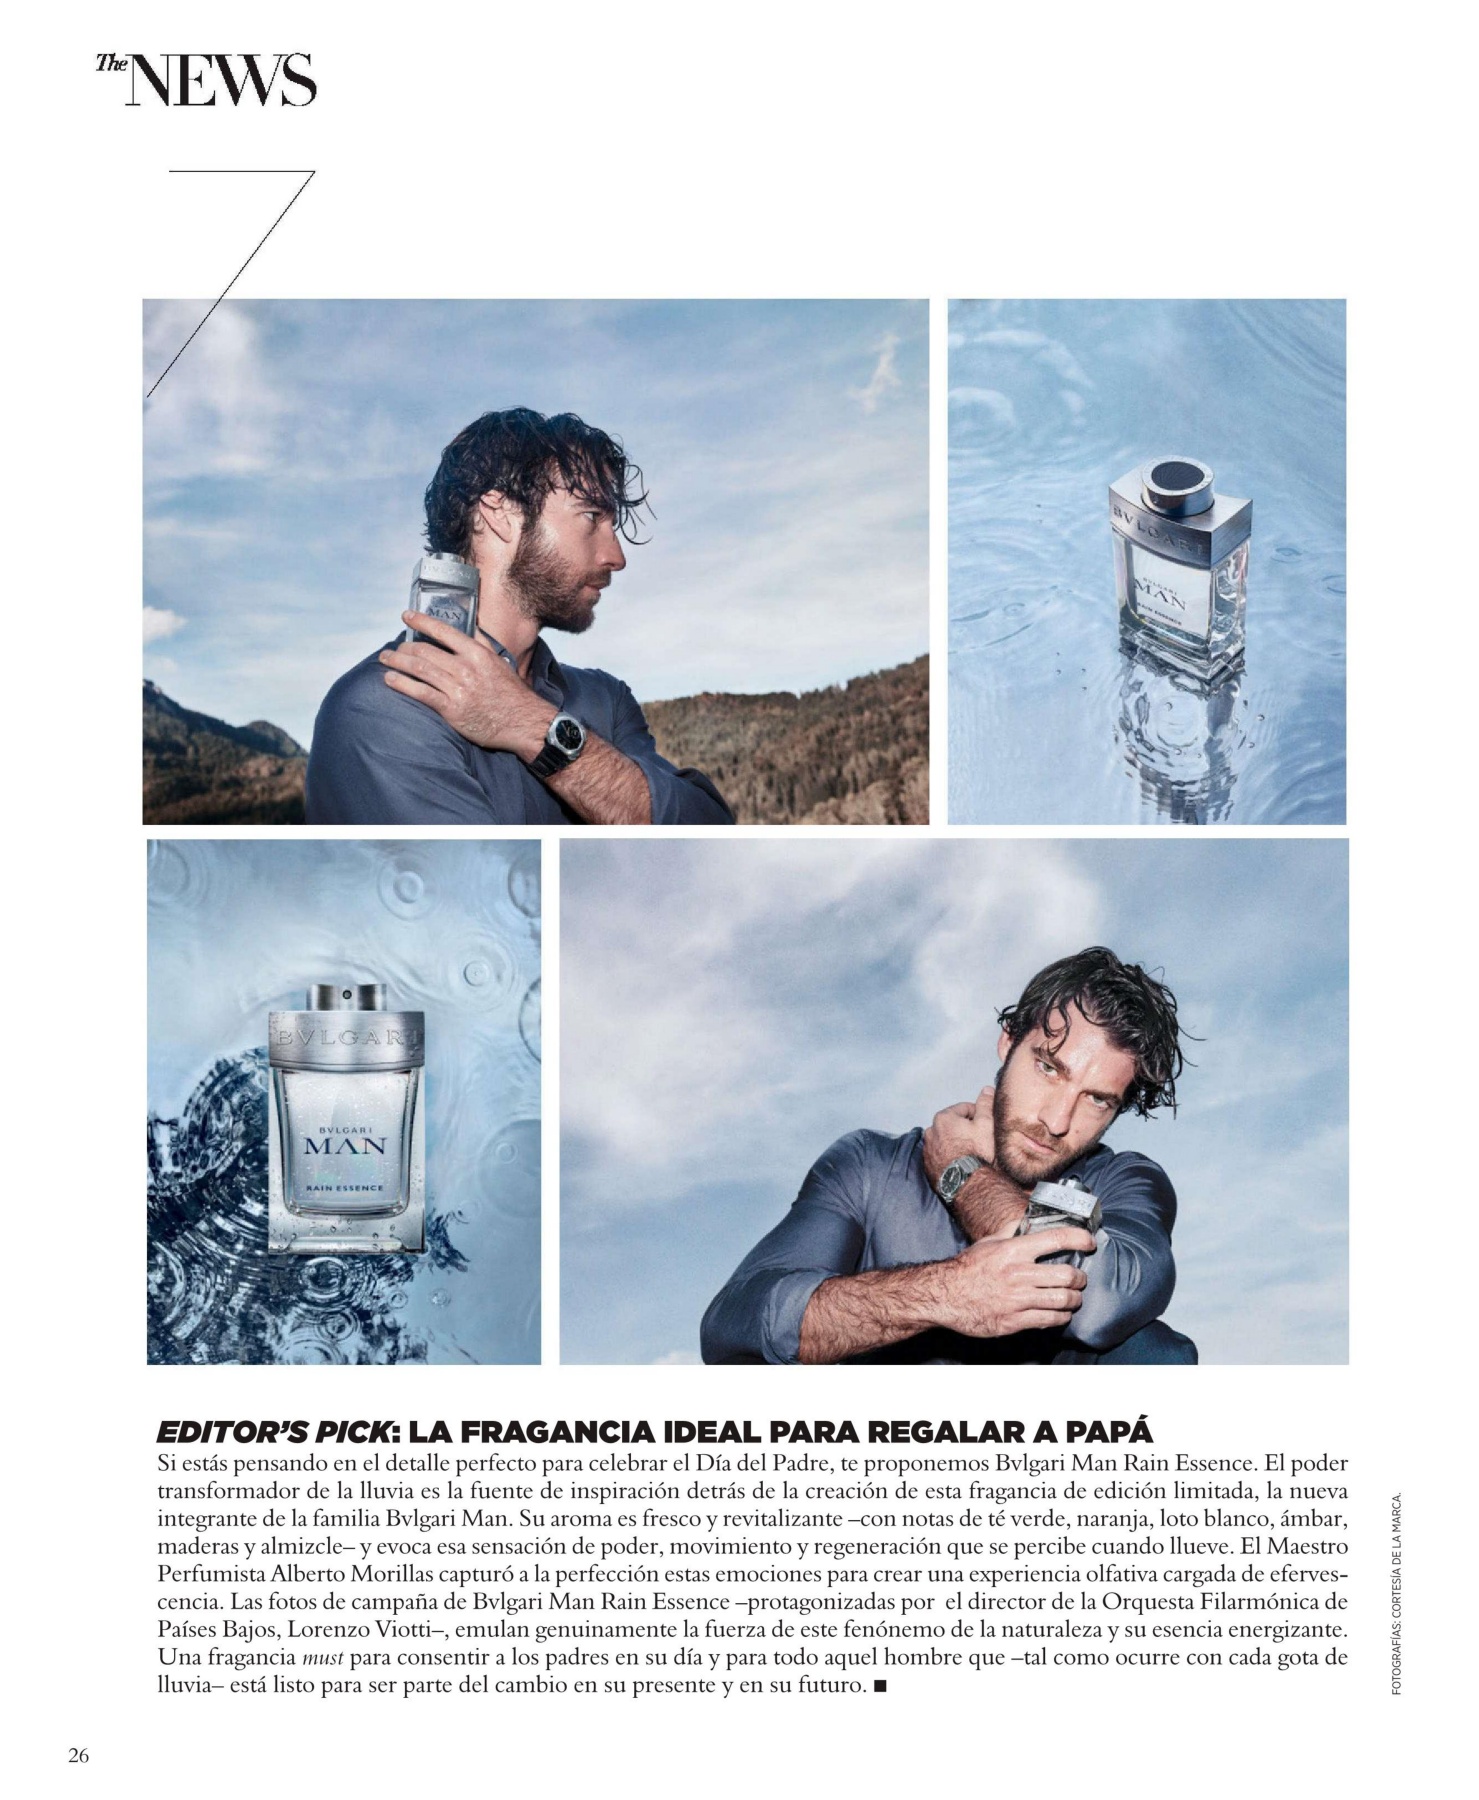 The NEWS
7
BVLGARI
MAN
BVLGARI
BVLGARI
MAN
RAIN ESSENCE
BVLGARI
BVLGARI
MAN
RAIN ESSENCE
EDITOR'S PICK: LA FRAGANCIA IDEAL PARA REGALAR A PAPÁ
Si estás pensando en el detalle perfecto para celebrar el Día del Padre, te proponemos Bvlgari Man Rain Essence. El poder
transformador de la lluvia es la fuente de inspiración detrás de la creación de esta fragancia de edición limitada, la nueva
integrante de la familia Bvlgari Man. Su aroma es fresco y revitalizante –con notas de té verde, naranja, loto blanco, ámbar,
maderas y almizcle– y evoca esa sensación de poder, movimiento y regeneración que se percibe cuando llueve. El Maestro
Perfumista Alberto Morillas capturó a la perfección estas emociones para crear una experiencia olfativa cargada de eferves-
cencia. Las fotos de campaña de Bvlgari Man Rain Essence –protagonizadas por el director de la Orquesta Filarmónica de
Países Bajos, Lorenzo Viotti–, emulan genuinamente la fuerza de este fenónemo de la naturaleza y su esencia energizante.
Una fragancia must para consentir a los padres en su día y para todo aquel hombre que –tal como ocurre con cada gota de
lluvia– está listo para ser parte del cambio en su presente y en su futuro. ■
FOTOGRAFÍAS: CORTESÍA DE LA MARCA.
26